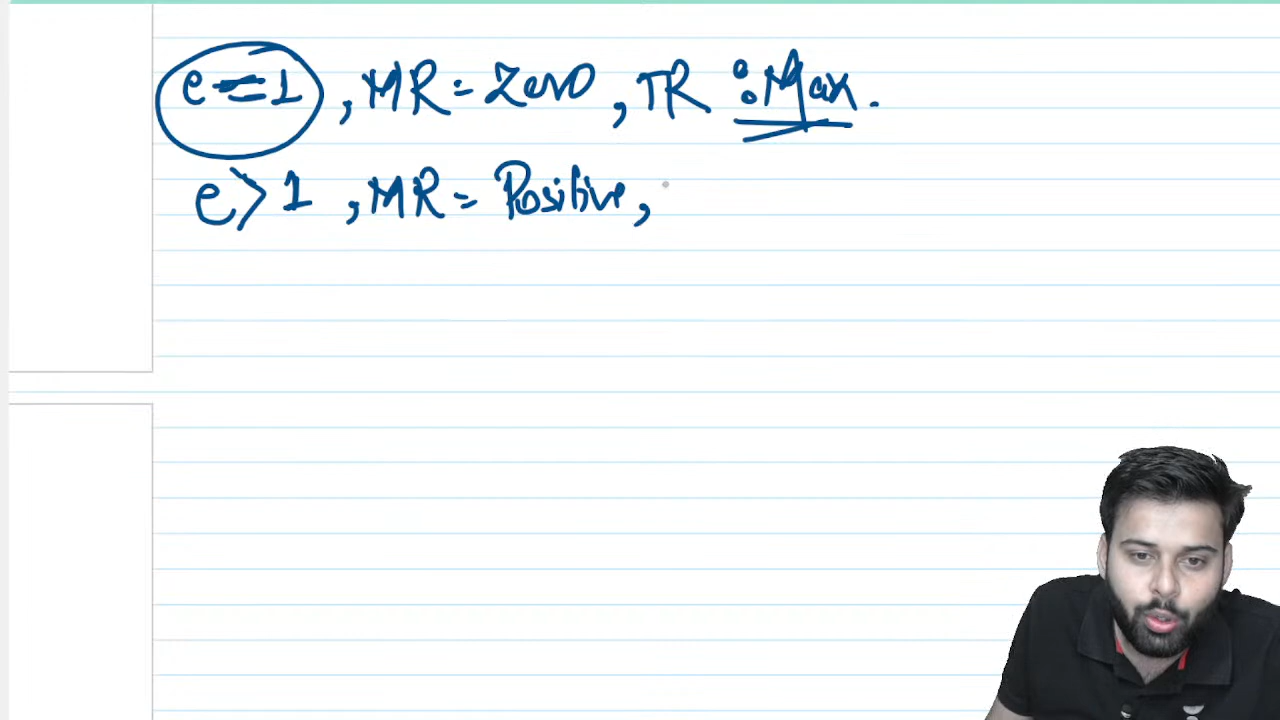 e = 1, MR = Zero, TR : Max.
e > 1, MR = Positive,